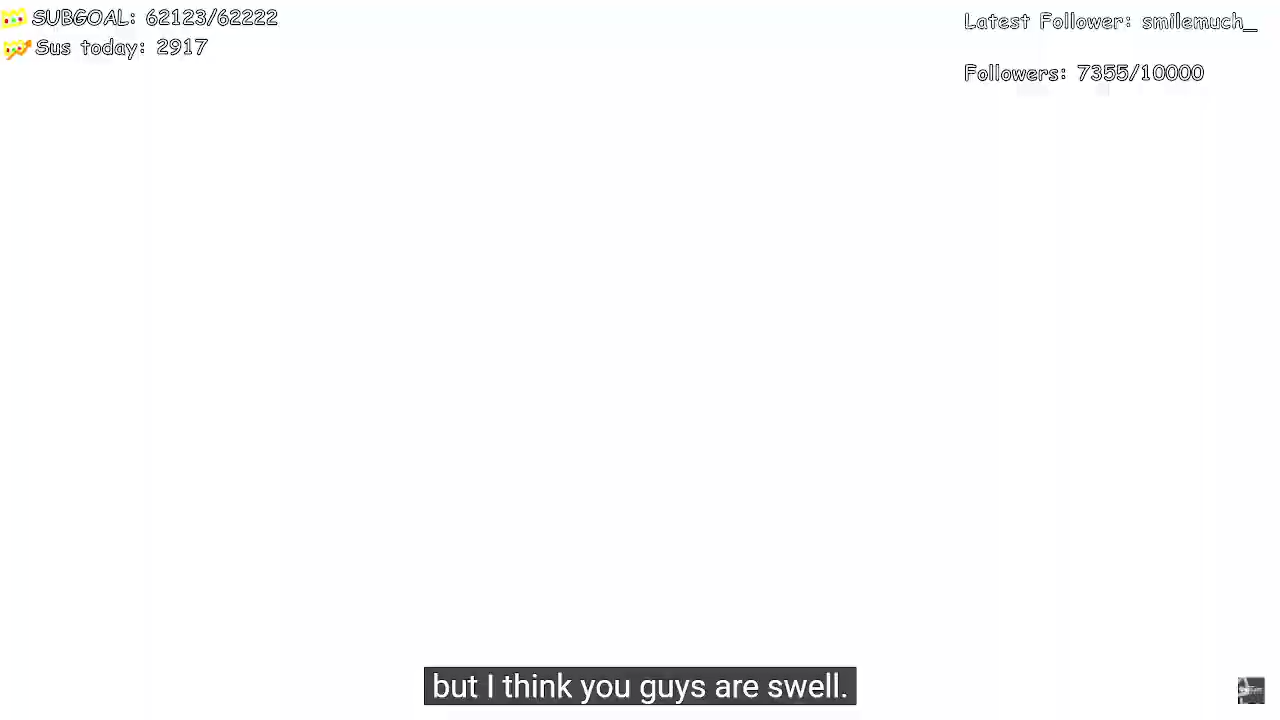 SUBGOAL: 62123/62222
Sus today: 2917
Latest Follower: smilemuch_
Followers: 7355/10000
but I think you guys are swell.